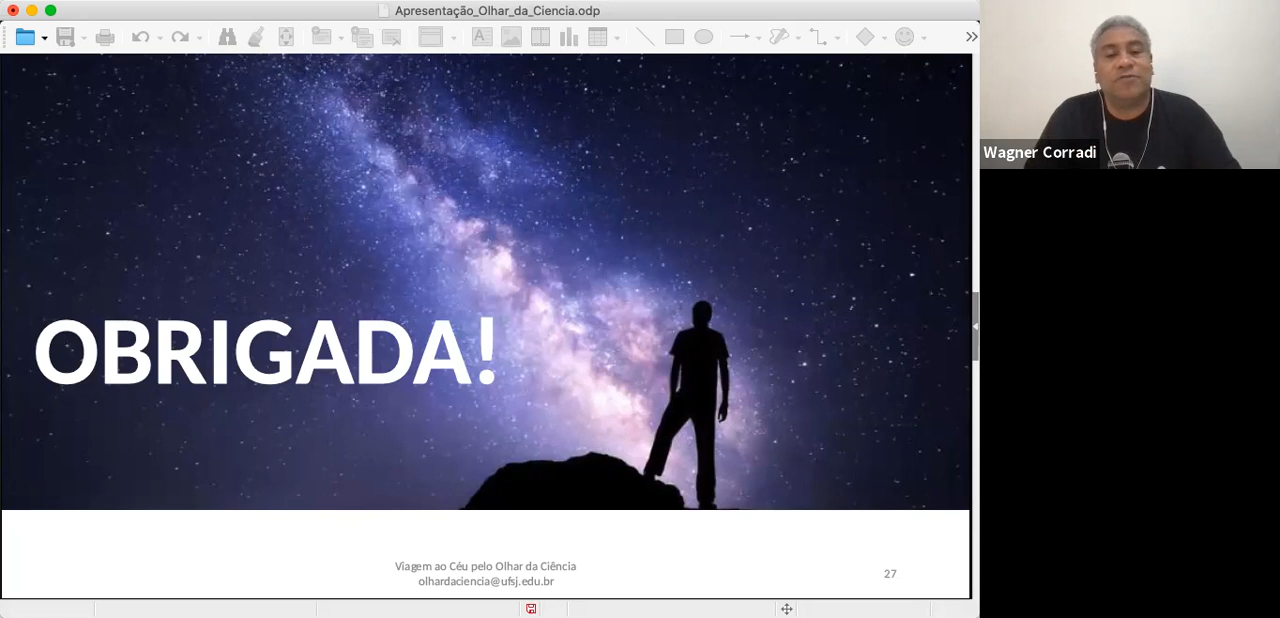 Apresentação_Olhar_da_Ciencia.odp
OBRIGADA!
Viagem ao Céu pelo Olhar da Ciência
olhardaciencia@ufsj.edu.br
27
Wagner Corradi